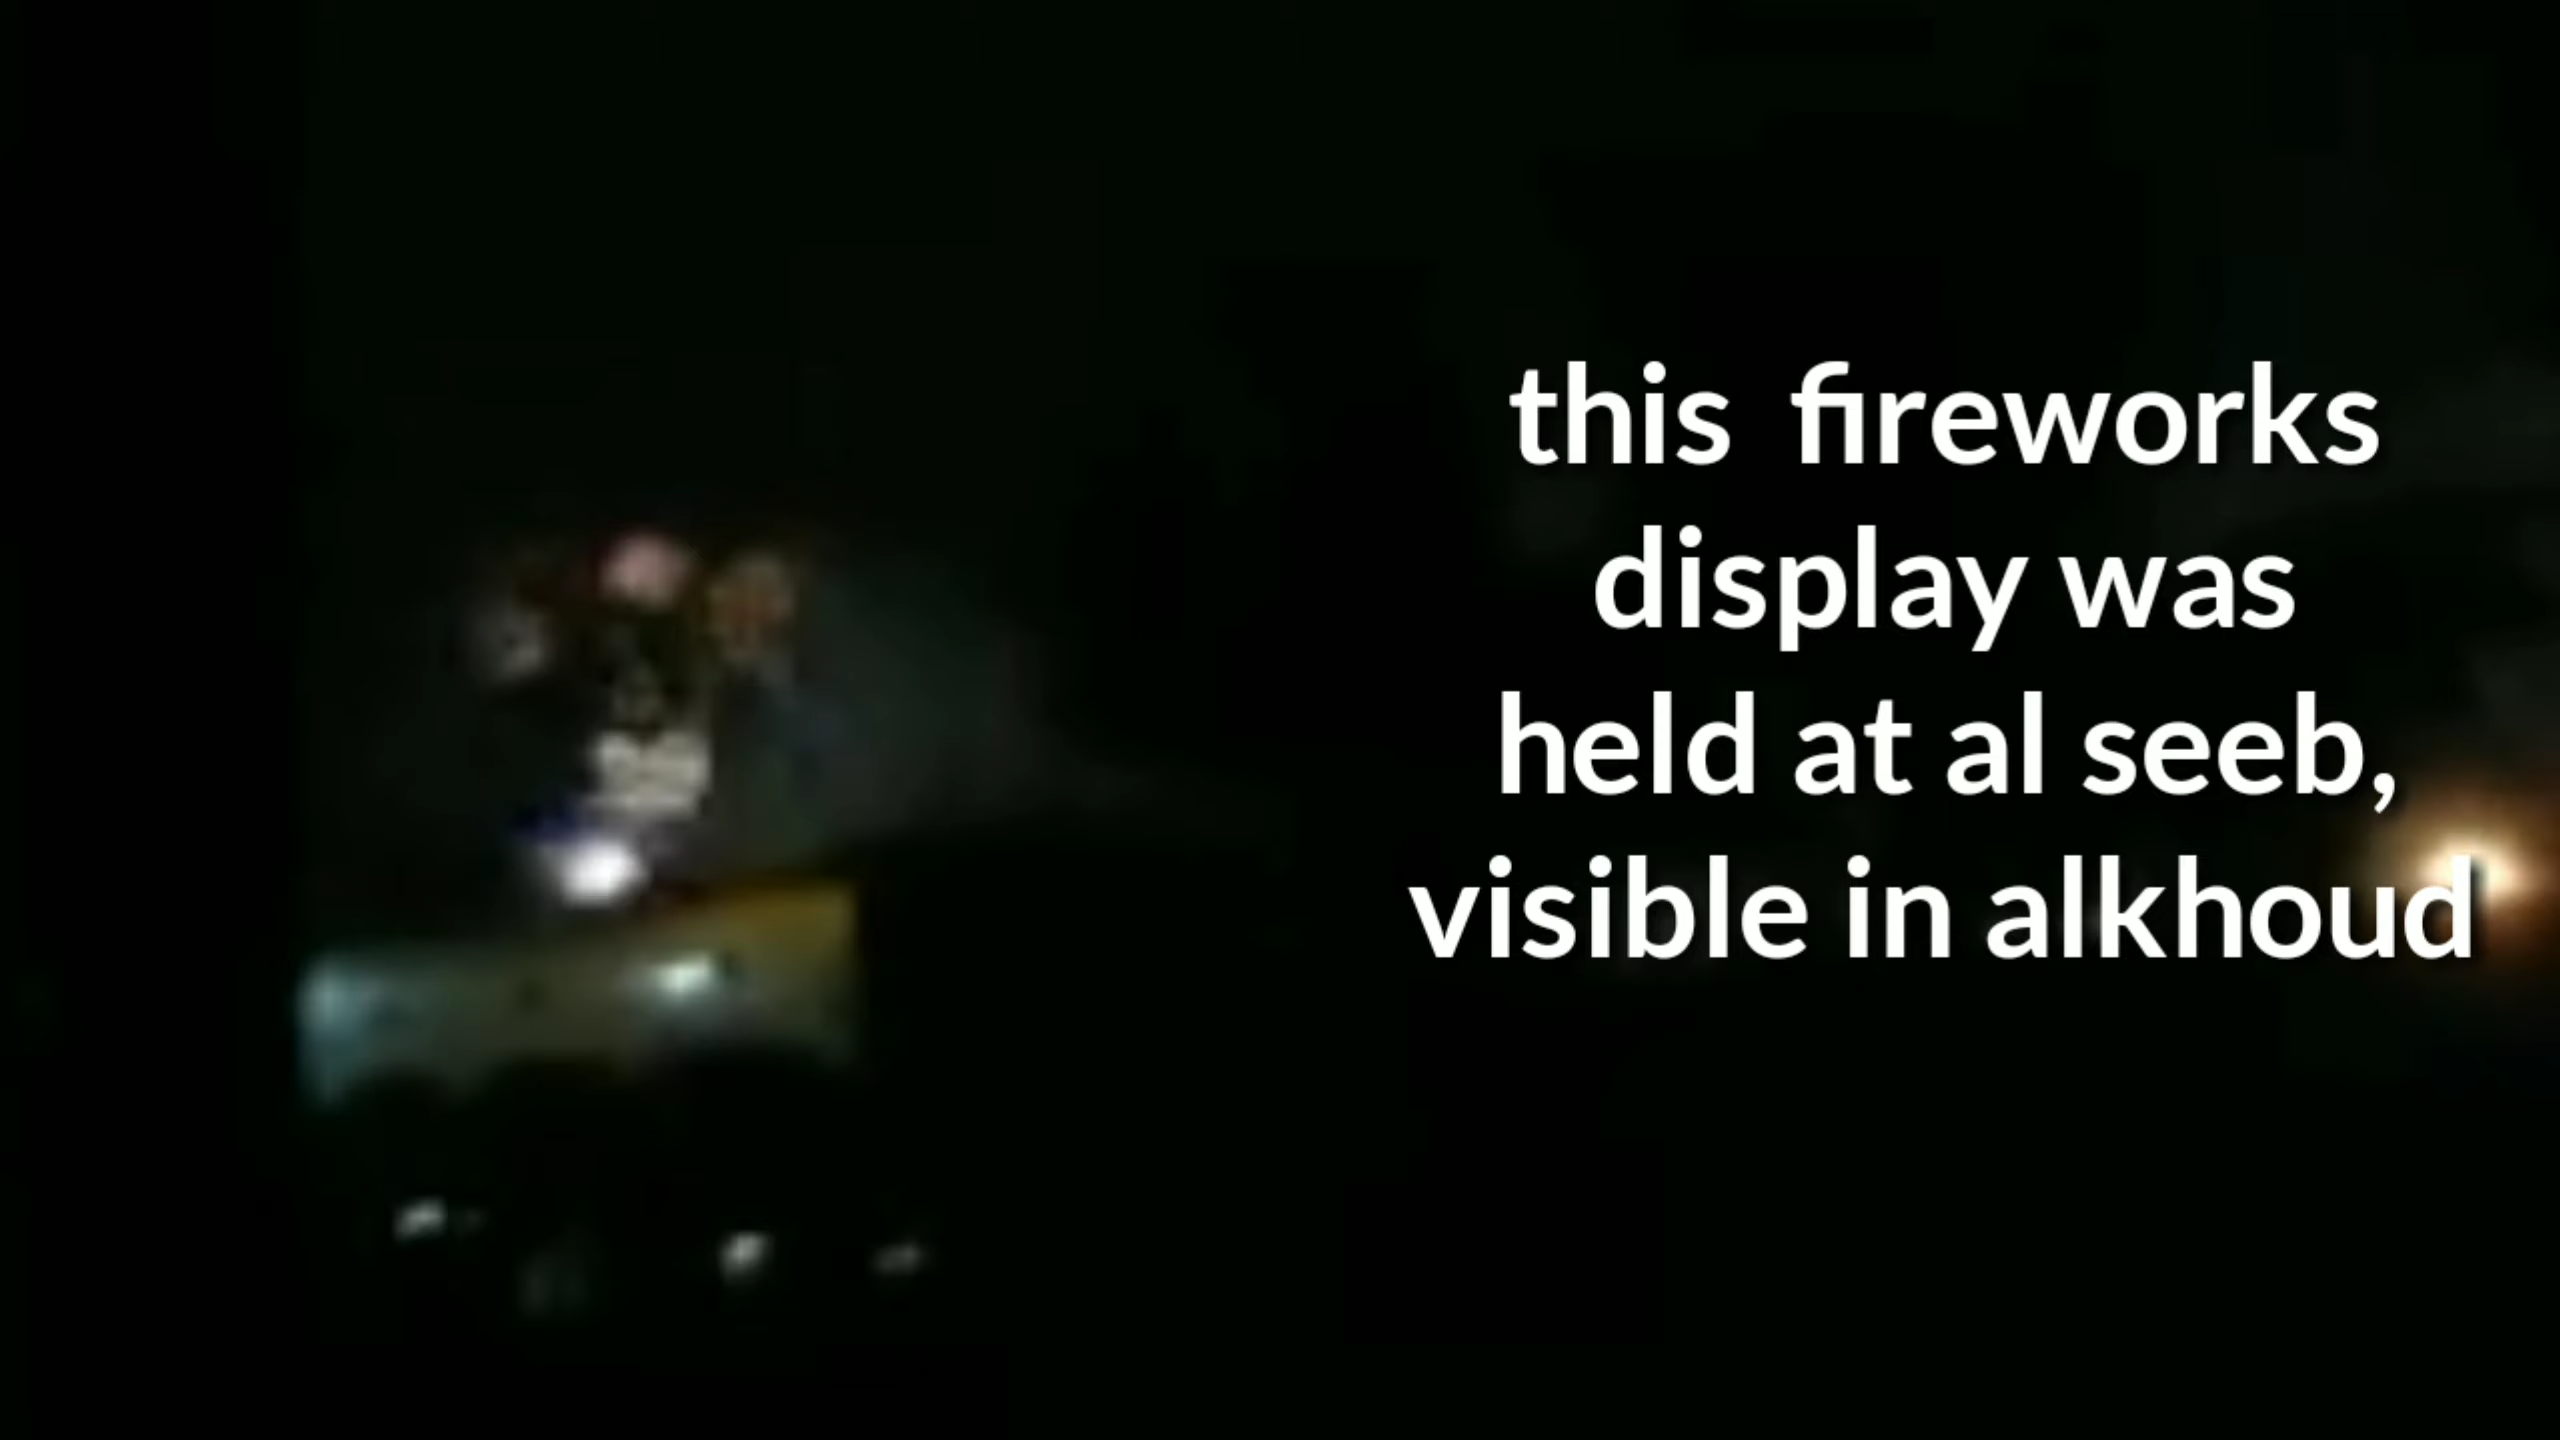 this  fireworks
display was
held at al seeb,
visible in alkhoud